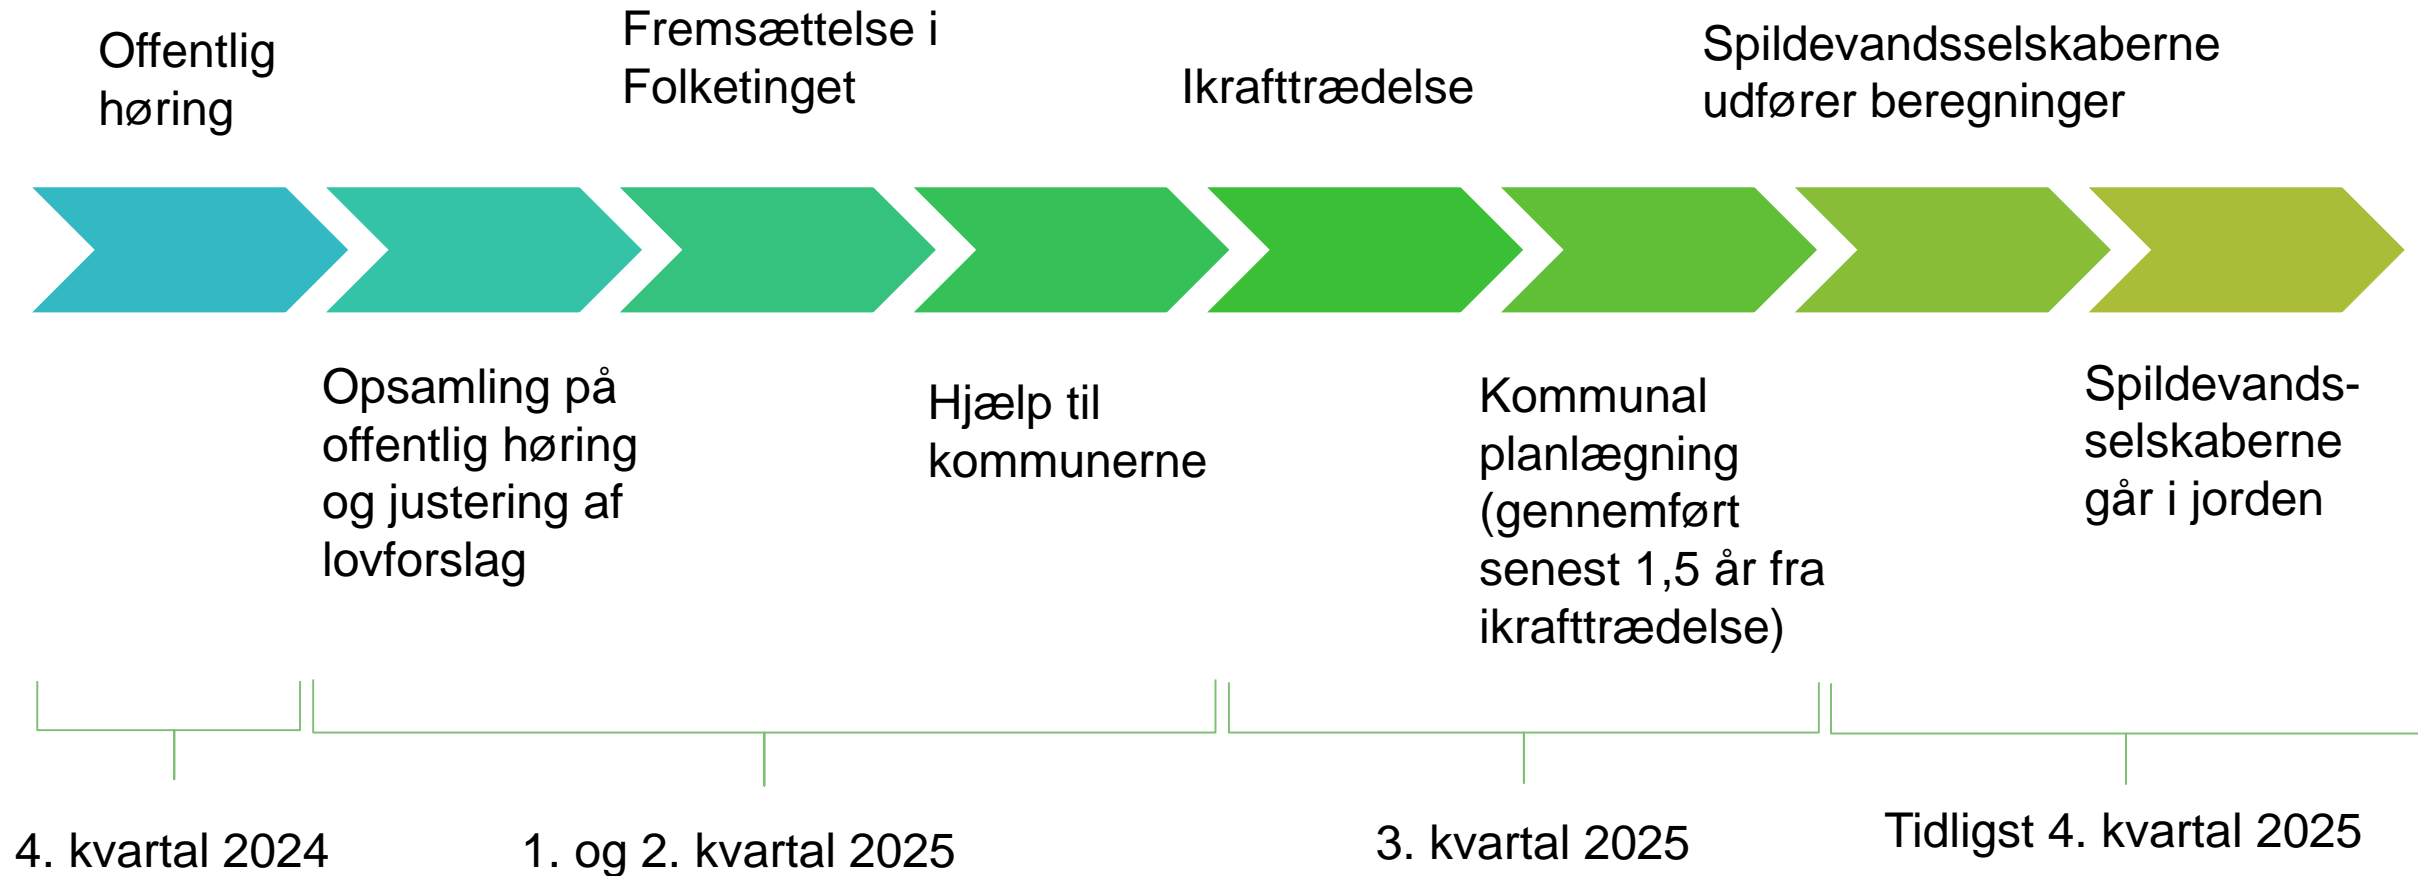 Offentlig
høring
Fremsættelse i
Folketinget
Ikrafttrædelse
Spildevandsselskaberne
udfører beregninger
Opsamling på
offentlig høring
og justering af
lovforslag
Hjælp til
kommunerne
Kommunal
planlægning
(gennemført
senest 1,5 år fra
ikrafttrædelse)
Spildevands-
selskaberne
går i jorden
4. kvartal 2024
1. og 2. kvartal 2025
3. kvartal 2025
Tidligst 4. kvartal 2025